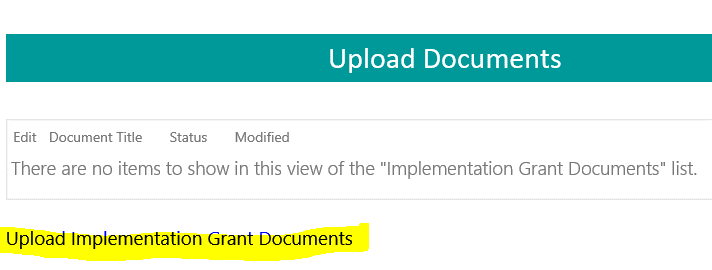 Upload Documents
Edit Document Title Status Modified
There are no items to show in this view of the "Implementation Grant Documents" list.
Upload Implementation Grant Documents